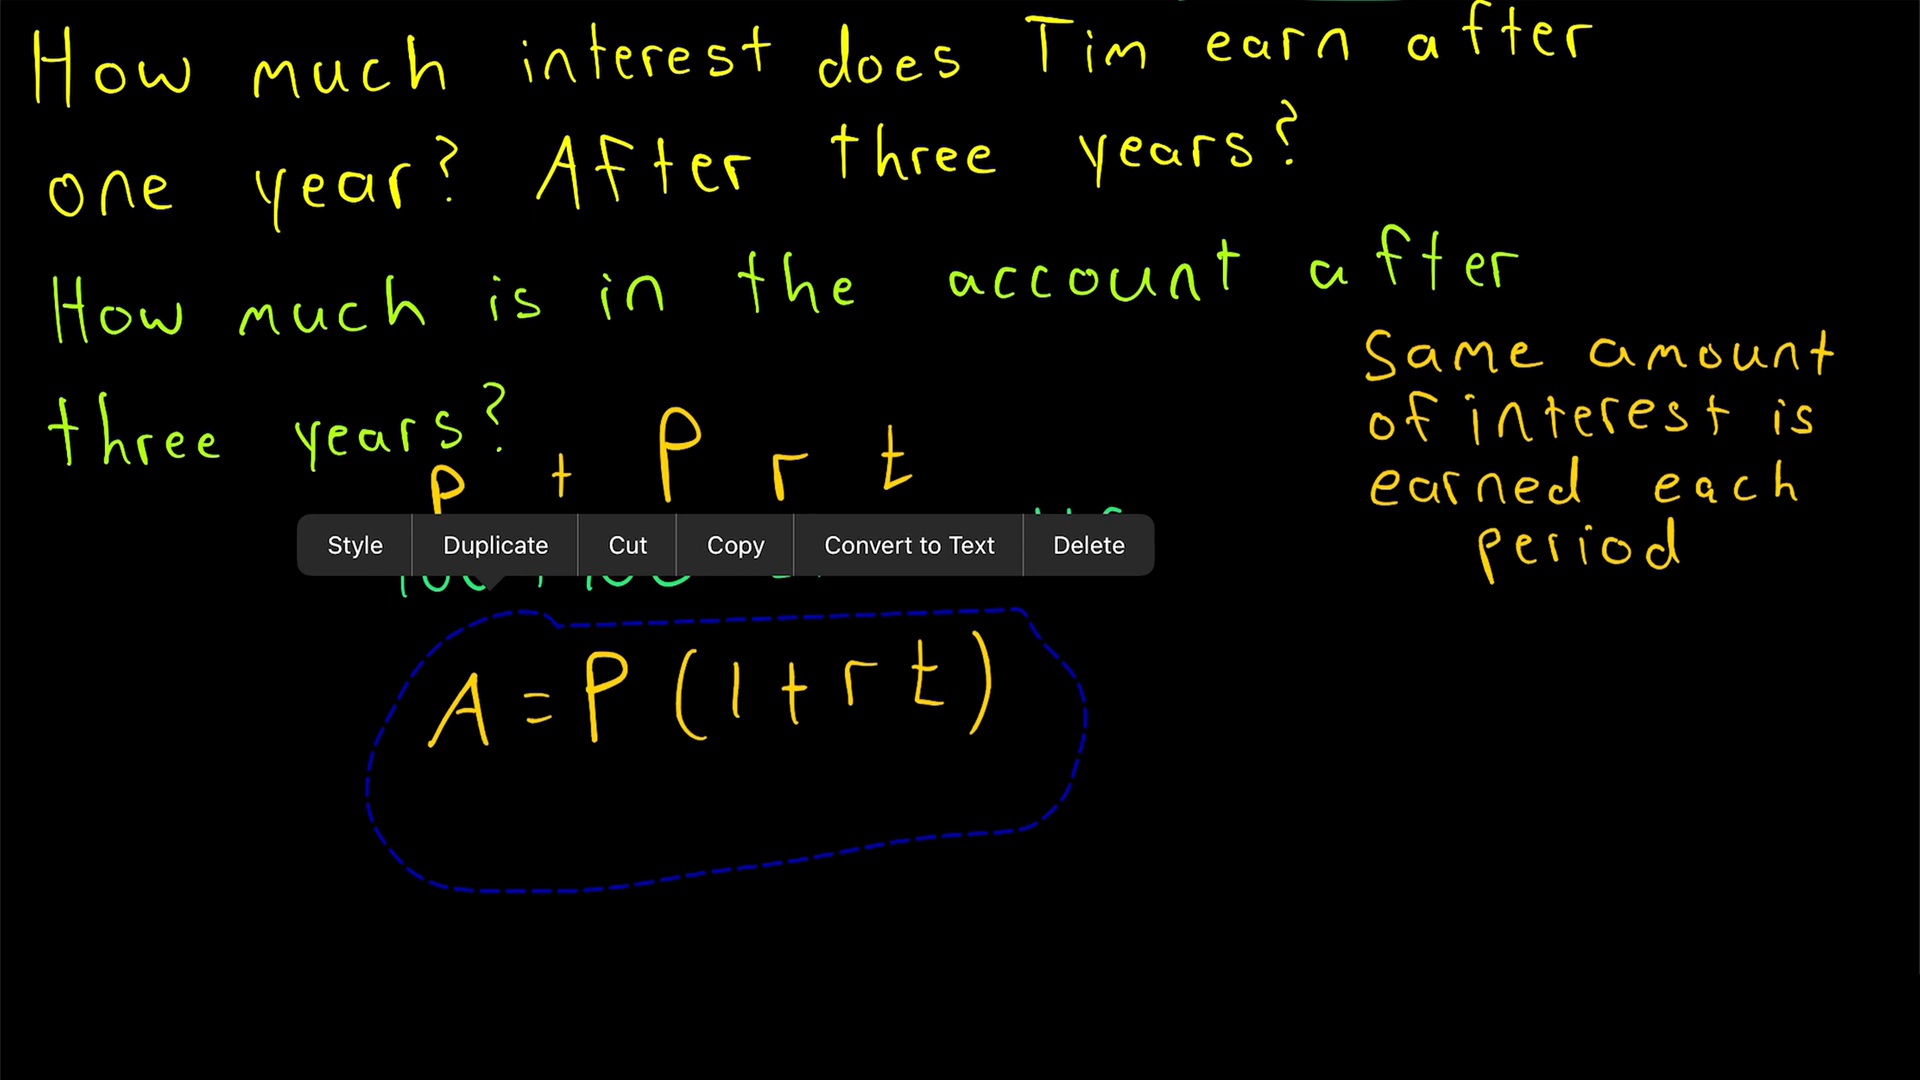 How much interest does Tim earn after
one year? After three years?
How much is in the account after
three years?
P + P r t
Same amount
of interest is
earned each
period
Style Duplicate Cut Copy Convert to Text Delete
A = P (1 + r t)